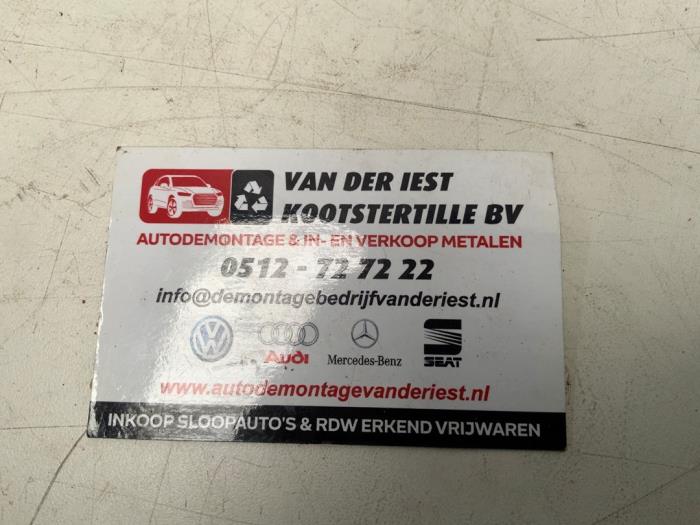 VAN DER IEST
KOOTSTERTILLE BV
AUTODEMONTAGE & IN- EN VERKOOP METALEN
0512 - 72 72 22
info@demontagebedrijfvanderiest.nl
VW
Audi
Mercedes-Benz
SEAT
www.autodemontagevanderiest.nl
INKOOP SLOOPAUTO'S & RDW ERKEND VRIJWAREN